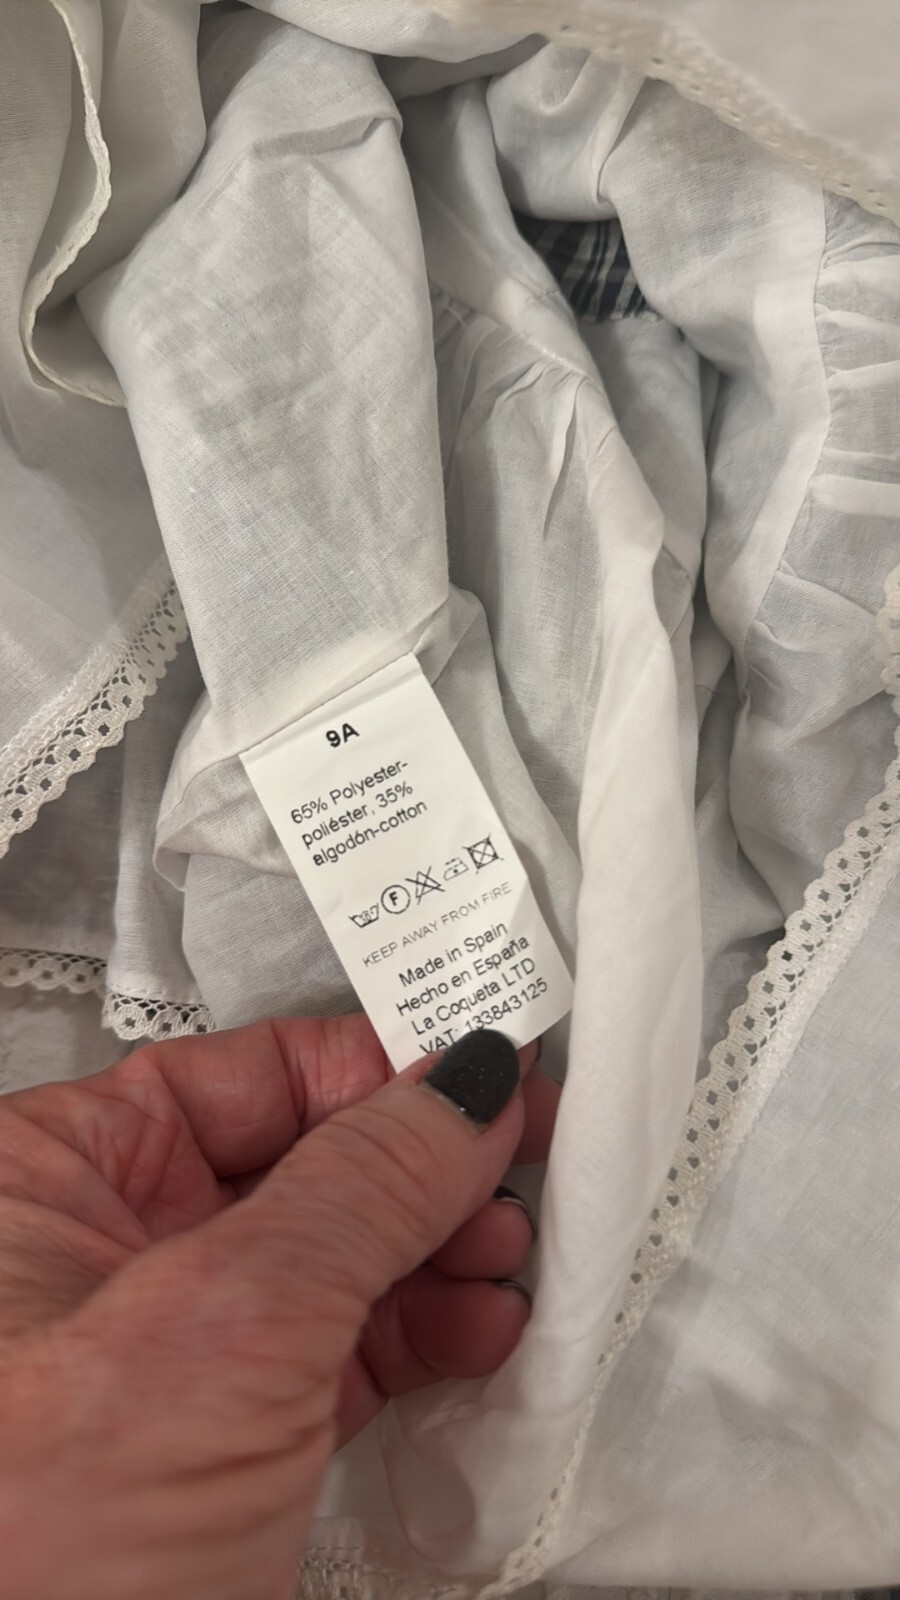 9A
65% Polyester-
poliéster, 35%
algodón-cotton
F
KEEP AWAY FROM FIRE
Made in Spain
Hecho en España
La Coqueta LTD
VAT: 133843125